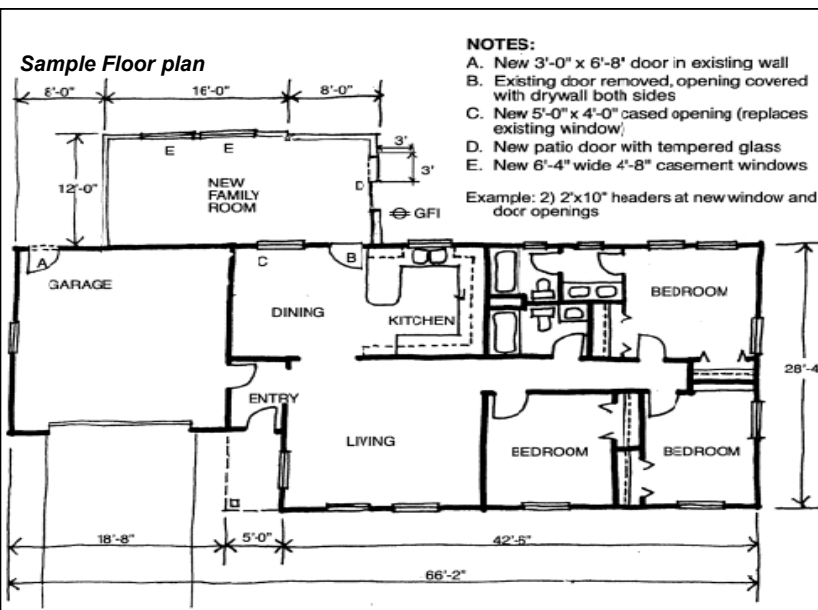 Sample Floor plan
NOTES:
A. New 3'-0" x 6'-8" door in existing wall
B. Existing door removed, opening covered
with drywall both sides
C. New 5'-0" x 4'-0" cased opening (replaces
existing window)
D. New patio door with tempered glass
E. New 6'-4" wide 4'-8" casement windows
Example: 2) 2"x10" headers at new window and
door openings
8'-0" 16'-0" 8'-0"
E E
3'
3'
12'-0"
NEW
FAMILY
ROOM
D
GFI
A
C
B
GARAGE
DINING
KITCHEN
BEDROOM
28'-4
ENTRY
LIVING
BEDROOM
BEDROOM
18'-8" 5'-0" 42'-6"
66'-2"